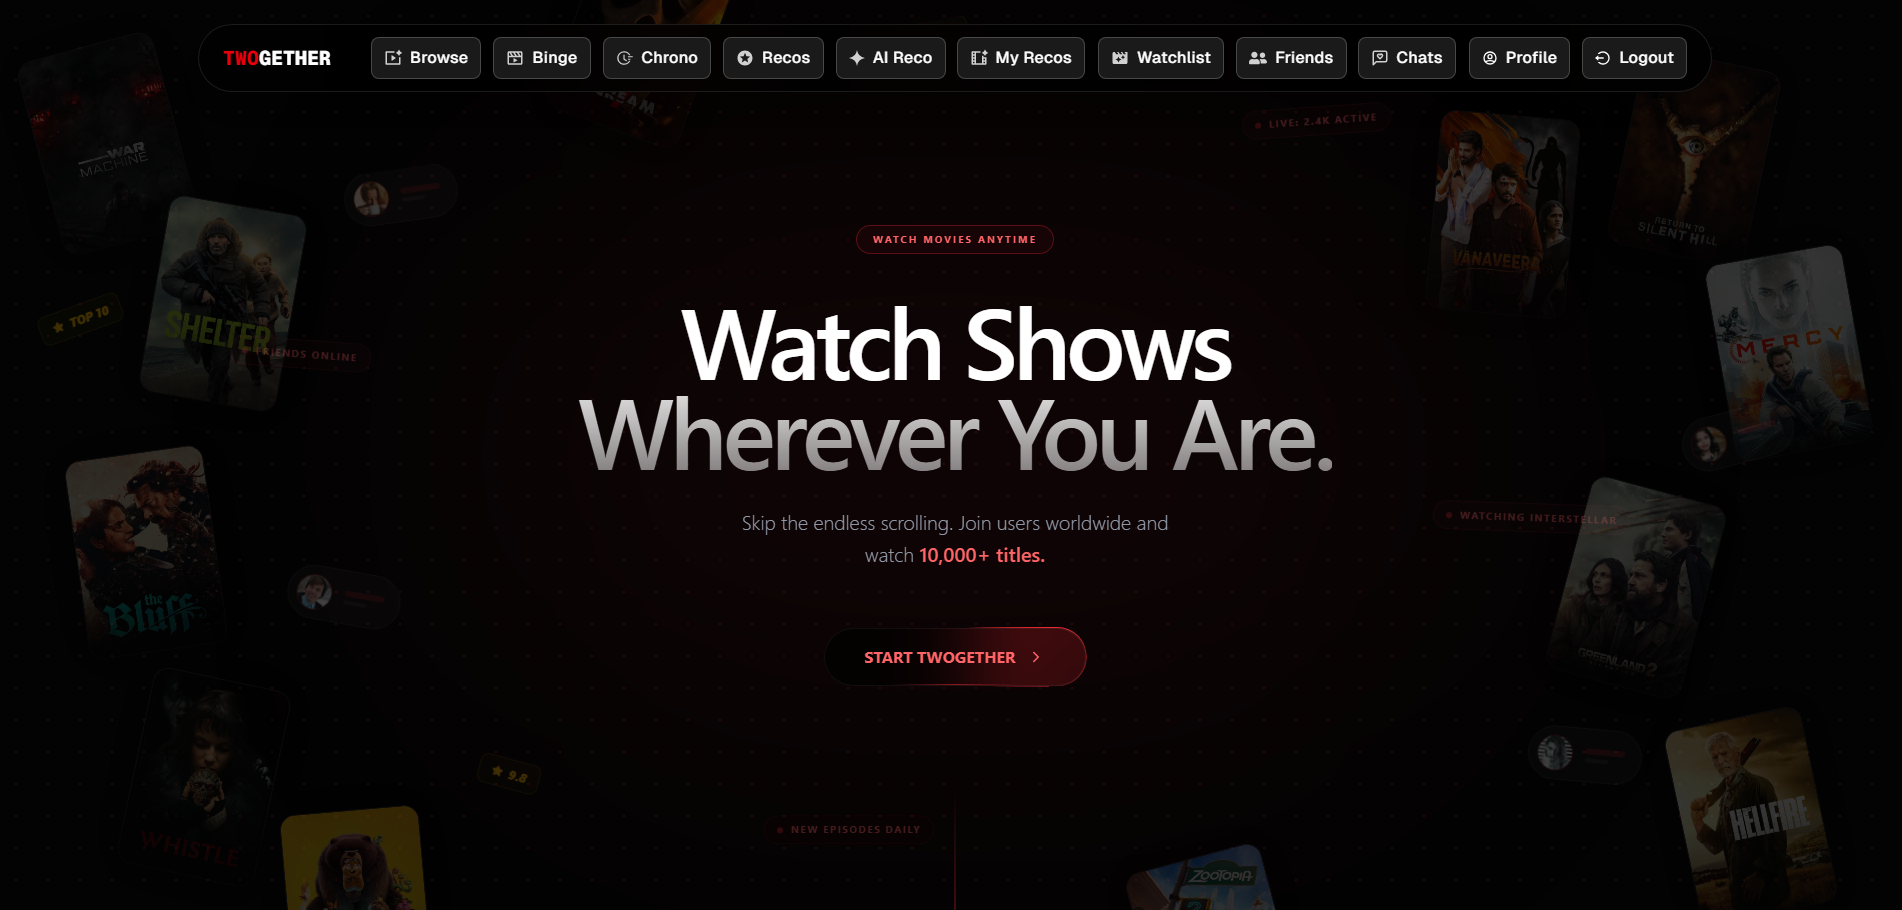 TWOGETHER
Browse
Binge
Chrono
Recos
AI Reco
My Recos
Watchlist
Friends
Chats
Profile
Logout
WAR
MACHINE
LIVE: 2.4K ACTIVE
RETURN TO
SILENT HILL
VANAVEERA
WATCH MOVIES ANYTIME
TOP 10
SHELTER
FRIENDS ONLINE
Watch Shows
Wherever You Are.
MERCY
Skip the endless scrolling. Join users worldwide and
watch 10,000+ titles.
WATCHING INTERSTELLAR
the
Bluff
START TWOGETHER
GREENLAND 2
9.8
NEW EPISODES DAILY
WHISTLE
HELLFIRE
ZOOTOPIA
2